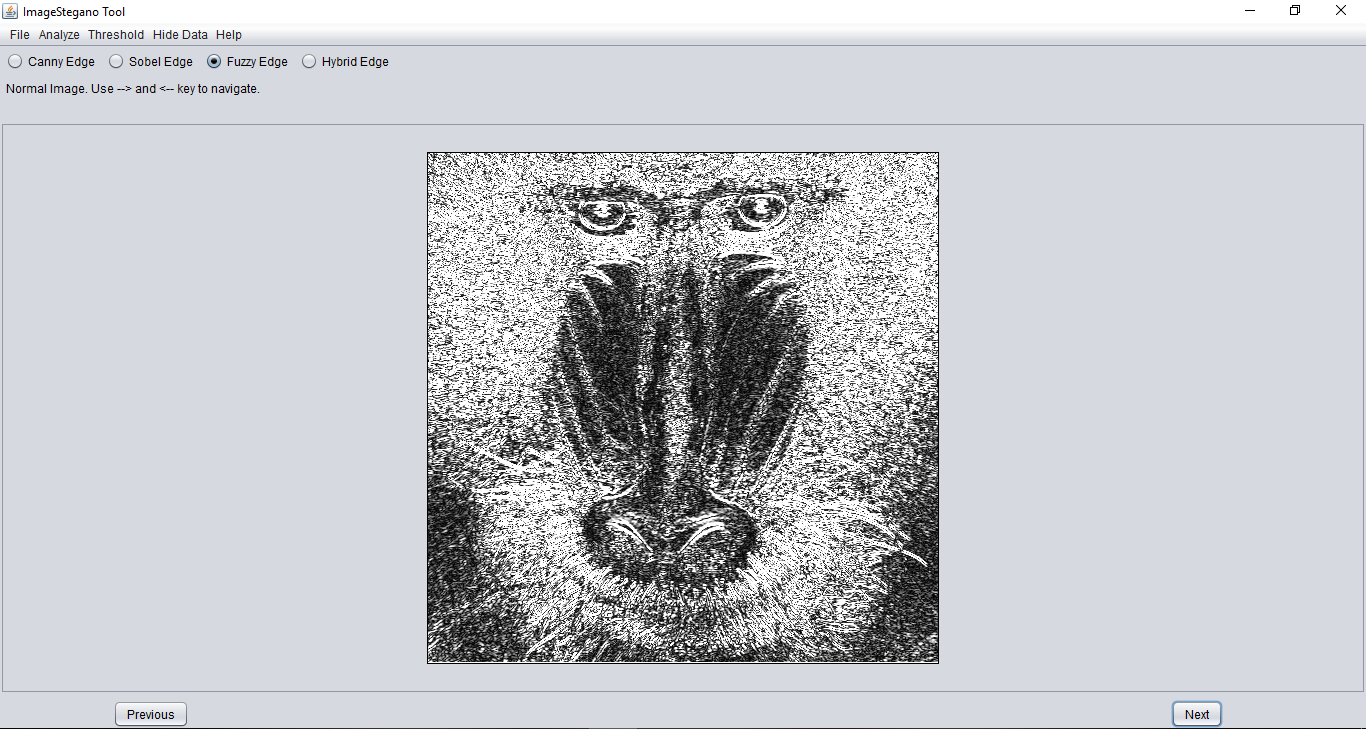 ImageStegano Tool
File Analyze Threshold Hide Data Help
Canny Edge Sobel Edge Fuzzy Edge Hybrid Edge
Normal Image. Use --> and <-- key to navigate.
Previous Next